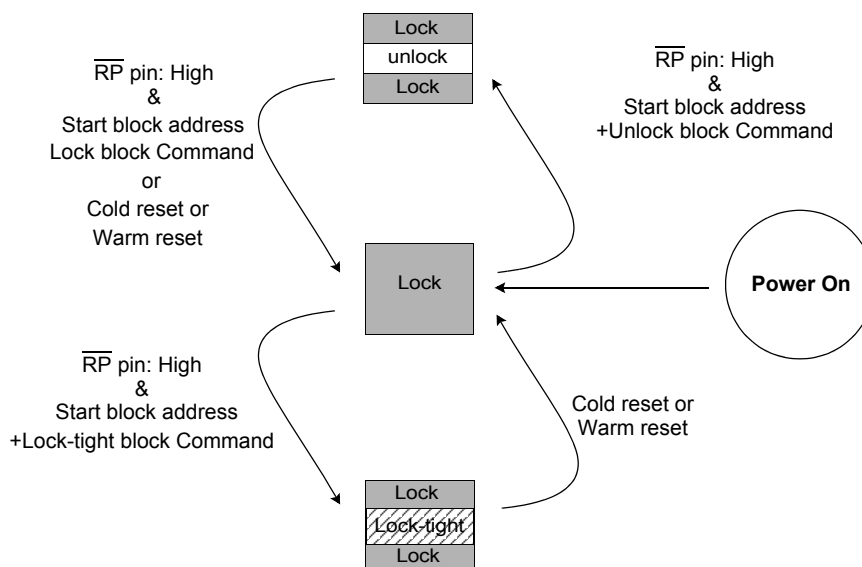 Lock
unlock
Lock
RP pin: High
&
Start block address
Lock block Command
or
Cold reset or
Warm reset
RP pin: High
&
Start block address
+Unlock block Command
Lock
Power On
RP pin: High
&
Start block address
+Lock-tight block Command
Cold reset or
Warm reset
Lock
Lock-tight
Lock